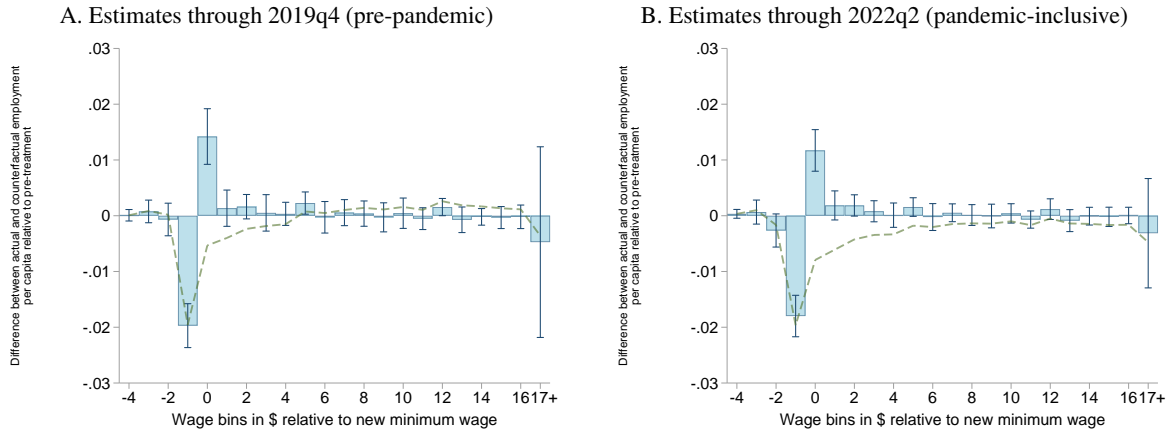 A. Estimates through 2019q4 (pre-pandemic)
Difference between actual and counterfactual employment
per capita relative to pre-treatment
.03
.02
.01
0
-.01
-.02
-.03
-4 -2 0 2 4 6 8 10 12 14 1617+
Wage bins in $ relative to new minimum wage
B. Estimates through 2022q2 (pandemic-inclusive)
Difference between actual and counterfactual employment
per capita relative to pre-treatment
.03
.02
.01
0
-.01
-.02
-.03
-4 -2 0 2 4 6 8 10 12 14 1617+
Wage bins in $ relative to new minimum wage